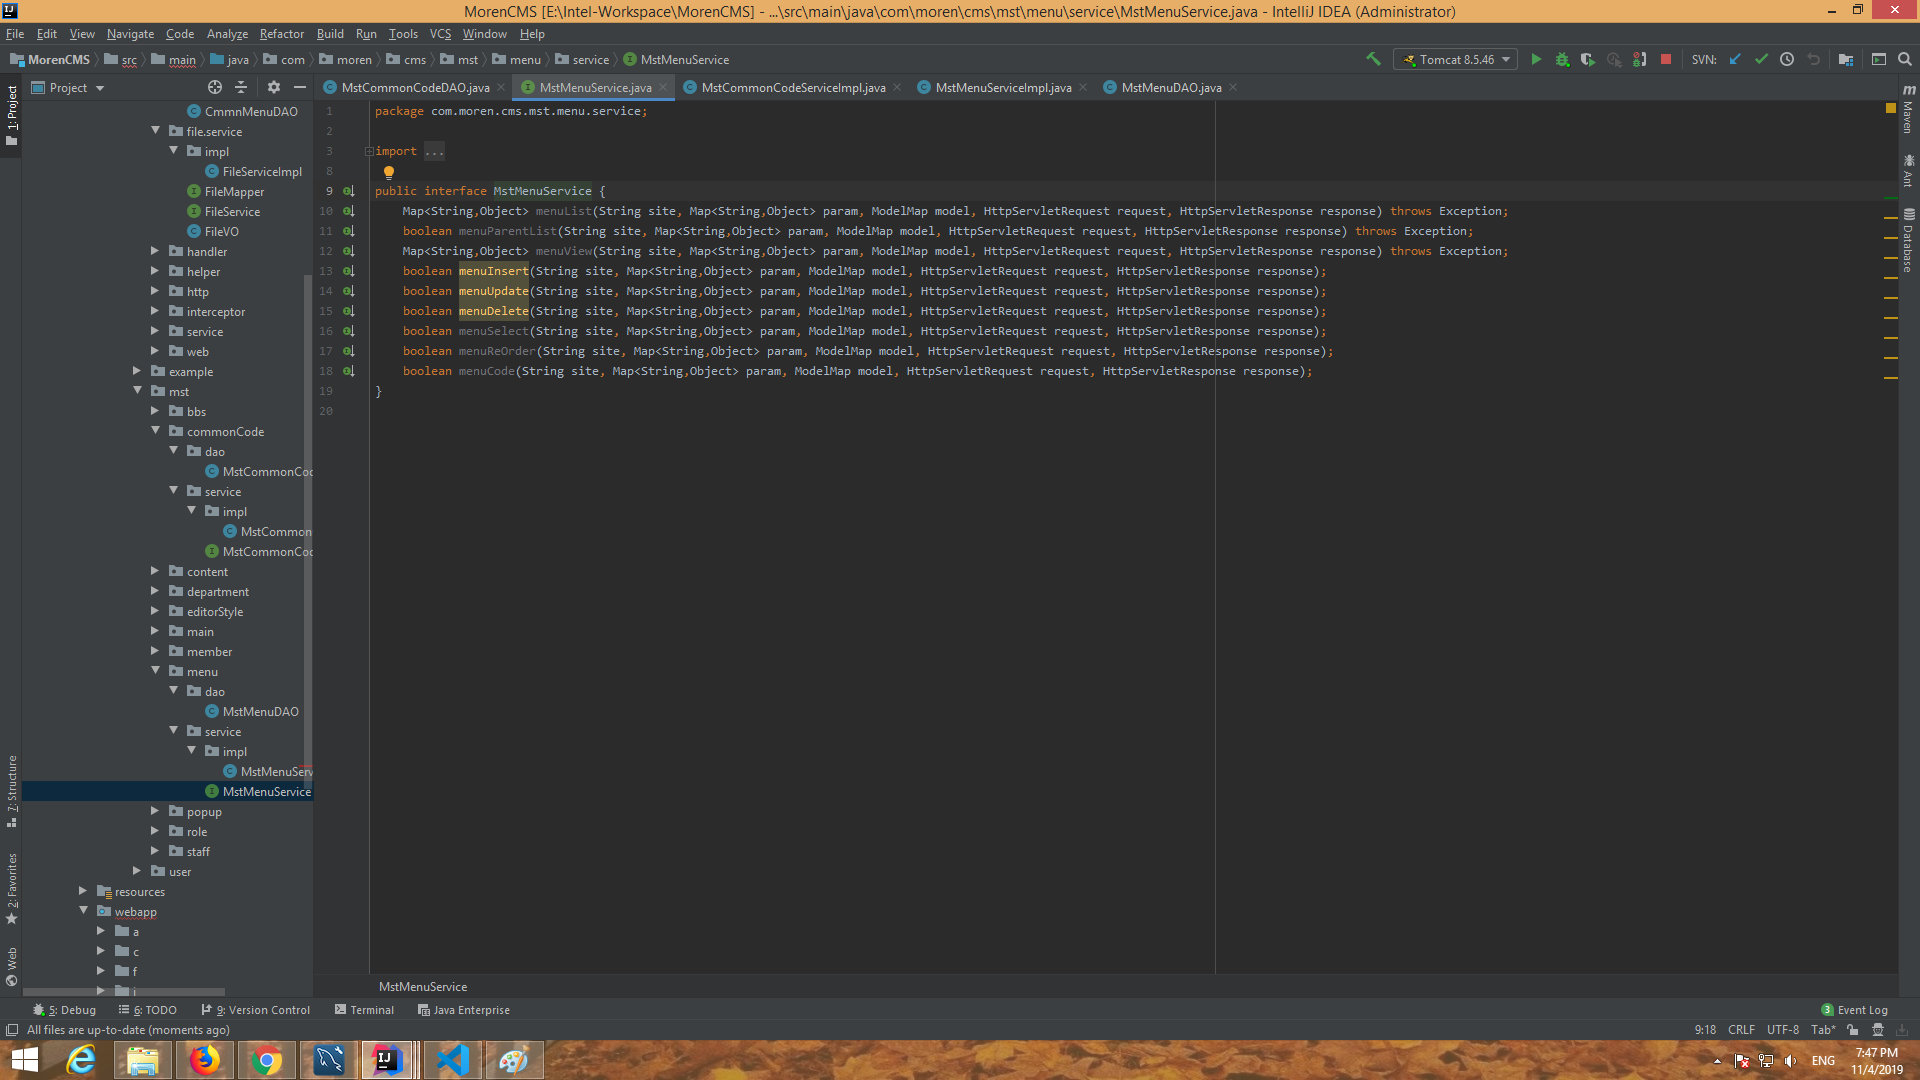 MorenCMS [E:\Intel-Workspace\MorenCMS] - ...\src\main\java\com\moren\cms\mst\menu\service\MstMenuService.java - IntelliJ IDEA (Administrator)
File Edit View Navigate Code Analyze Refactor Build Run Tools VCS Window Help
MorenCMS src main java com moren cms mst menu service MstMenuService Tomcat 8.5.46 SVN:
Project MstCommonCodeDAO.java MstMenuService.java MstCommonCodeServiceImpl.java MstMenuServiceImpl.java MstMenuDAO.java
1: Project
7: Structure
2: Favorites
Web
CmmnMenuDAO
file.service
impl
FileServiceImpl
FileMapper
FileService
FileVO
handler
helper
http
interceptor
service
web
example
mst
bbs
commonCode
dao
MstCommonCod
service
impl
MstCommon
MstCommonCod
content
department
editorStyle
main
member
menu
dao
MstMenuDAO
service
impl
MstMenuServ
MstMenuService
popup
role
staff
user
resources
webapp
a
c
f
i
1 package com.moren.cms.mst.menu.service;
2
3 import ...
8
9 public interface MstMenuService {
10 Map<String,Object> menuList(String site, Map<String,Object> param, ModelMap model, HttpServletRequest request, HttpServletResponse response) throws Exception;
11 boolean menuParentList(String site, Map<String,Object> param, ModelMap model, HttpServletRequest request, HttpServletResponse response) throws Exception;
12 Map<String,Object> menuView(String site, Map<String,Object> param, ModelMap model, HttpServletRequest request, HttpServletResponse response) throws Exception;
13 boolean menuInsert(String site, Map<String,Object> param, ModelMap model, HttpServletRequest request, HttpServletResponse response);
14 boolean menuUpdate(String site, Map<String,Object> param, ModelMap model, HttpServletRequest request, HttpServletResponse response);
15 boolean menuDelete(String site, Map<String,Object> param, ModelMap model, HttpServletRequest request, HttpServletResponse response);
16 boolean menuSelect(String site, Map<String,Object> param, ModelMap model, HttpServletRequest request, HttpServletResponse response);
17 boolean menuReOrder(String site, Map<String,Object> param, ModelMap model, HttpServletRequest request, HttpServletResponse response);
18 boolean menuCode(String site, Map<String,Object> param, ModelMap model, HttpServletRequest request, HttpServletResponse response);
19 }
20
Maven
Ant
Database
MstMenuService
5: Debug 6: TODO 9: Version Control Terminal Java Enterprise 3 Event Log
All files are up-to-date (moments ago) 9:18 CRLF UTF-8 Tab*
ENG 7:47 PM
11/4/2019